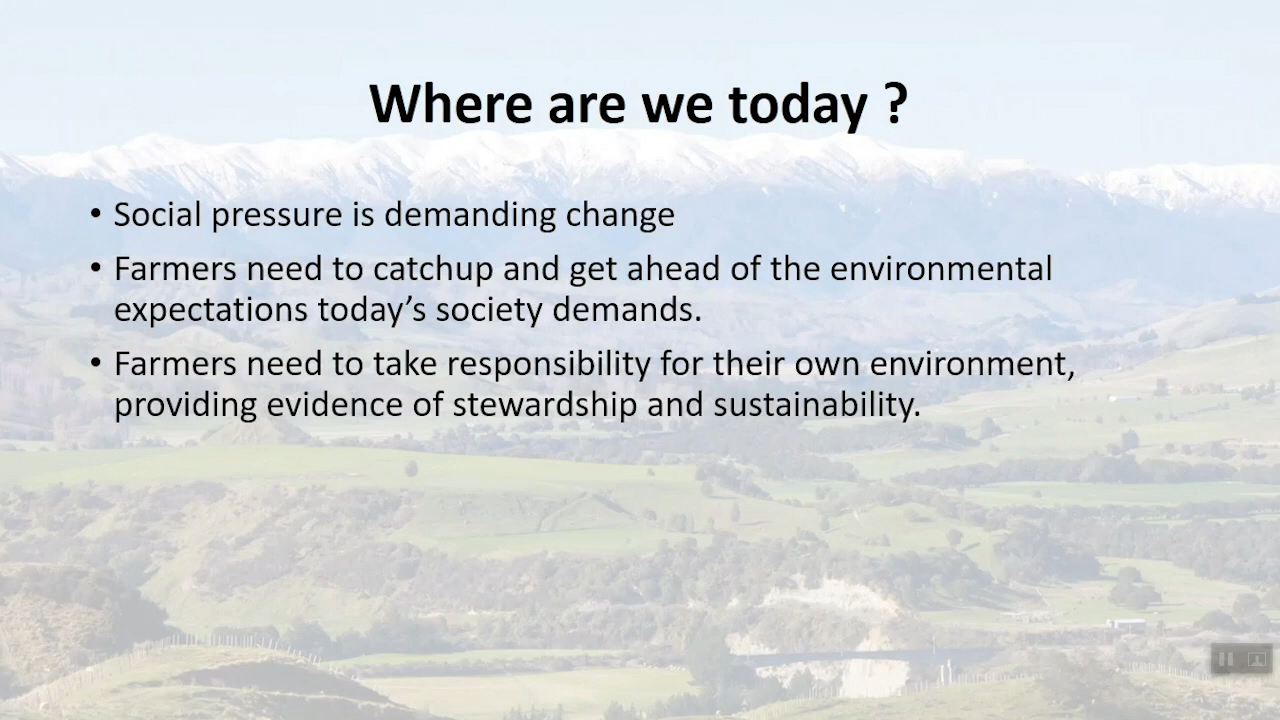 Where are we today ?
• Social pressure is demanding change
• Farmers need to catchup and get ahead of the environmental
expectations today’s society demands.
• Farmers need to take responsibility for their own environment,
providing evidence of stewardship and sustainability.